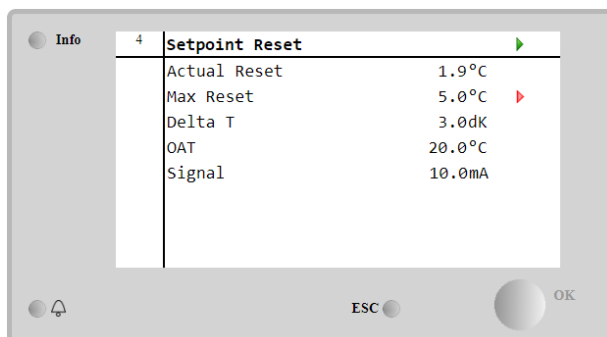 Info
4 Setpoint Reset
Actual Reset 1.9°C
Max Reset 5.0°C
Delta T 3.0dK
OAT 20.0°C
Signal 10.0mA
ESC OK